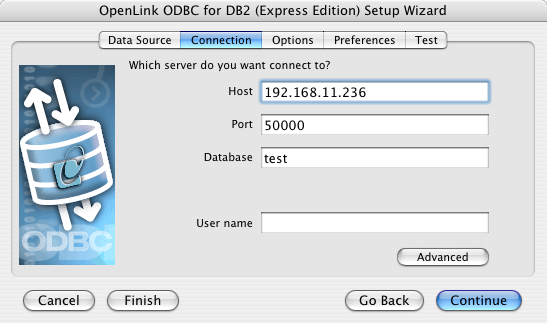 OpenLink ODBC for DB2 (Express Edition) Setup Wizard
Data Source Connection Options Preferences Test
Which server do you want connect to?
Host 192.168.11.236
Port 50000
Database test
User name
ODBC
Advanced
Cancel Finish Go Back Continue